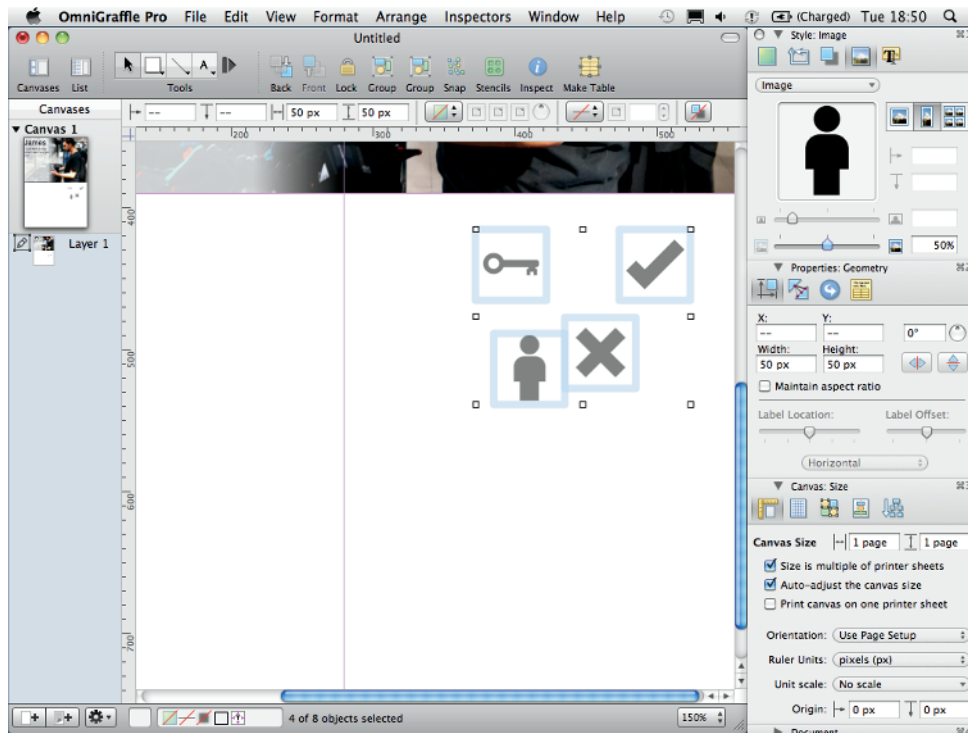 OmniGraffle Pro File Edit View Format Arrange Inspectors Window Help (Charged) Tue 18:50
Untitled
Style: Image
Canvases List Tools Back Front Lock Group Group Snap Stencils Inspect Make Table
Image
Canvases
-- -- 50 px 50 px --
Canvas 1
200 300 400 500
James
400
Layer 1
50%
Properties: Geometry
X: Y:
-- -- 0°
Width: Height:
50 px 50 px
500
Maintain aspect ratio
Label Location: Label Offset:
Horizontal
Canvas: Size
600
Canvas Size 1 page 1 page
Size is multiple of printer sheets
Auto-adjust the canvas size
Print canvas on one printer sheet
Orientation: Use Page Setup
700
Ruler Units: pixels (px)
Unit scale: No scale
Origin: 0 px 0 px
4 of 8 objects selected 150%
Document